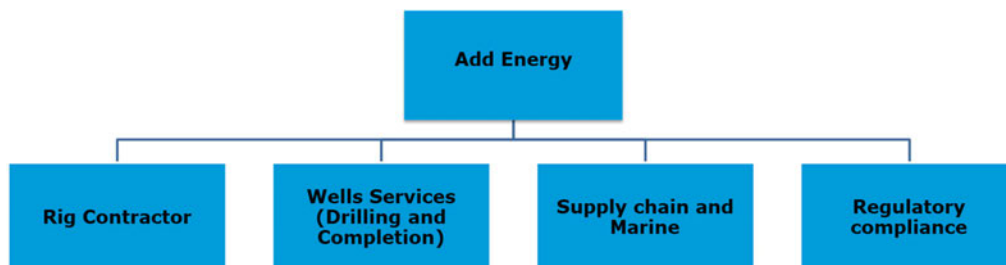 Add Energy
Rig Contractor
Wells Services
(Drilling and
Completion)
Supply chain and
Marine
Regulatory
compliance